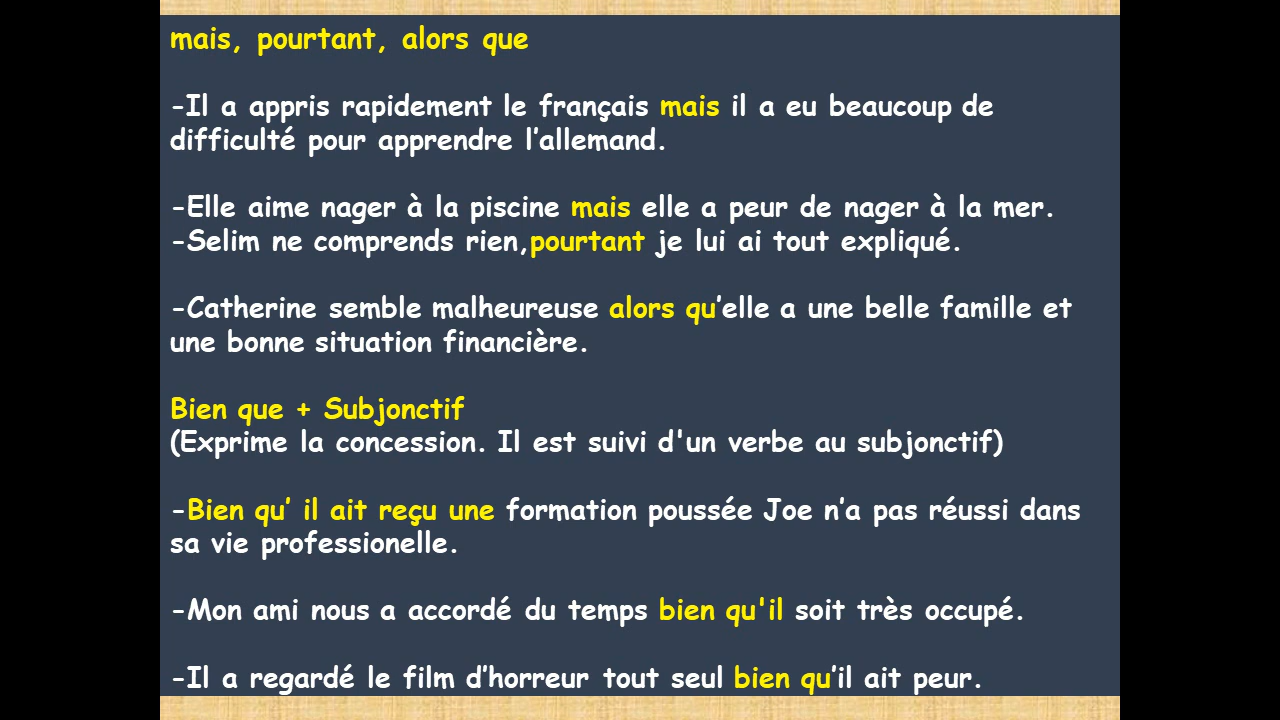 mais, pourtant, alors que
-Il a appris rapidement le français mais il a eu beaucoup de
difficulté pour apprendre l’allemand.
-Elle aime nager à la piscine mais elle a peur de nager à la mer.
-Selim ne comprends rien,pourtant je lui ai tout expliqué.
-Catherine semble malheureuse alors qu’elle a une belle famille et
une bonne situation financière.
Bien que + Subjonctif
(Exprime la concession. Il est suivi d'un verbe au subjonctif)
-Bien qu’ il ait reçu une formation poussée Joe n’a pas réussi dans
sa vie professionelle.
-Mon ami nous a accordé du temps bien qu'il soit très occupé.
-Il a regardé le film d’horreur tout seul bien qu’il ait peur.